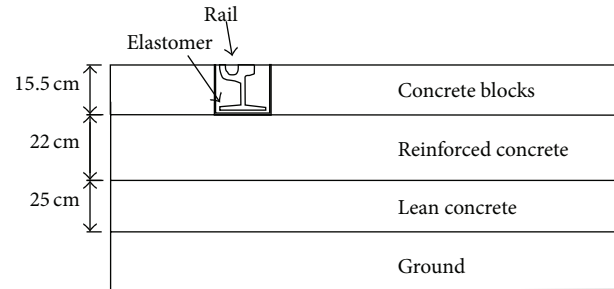 Rail
Elastomer
15.5 cm
Concrete blocks
22 cm
Reinforced concrete
25 cm
Lean concrete
Ground